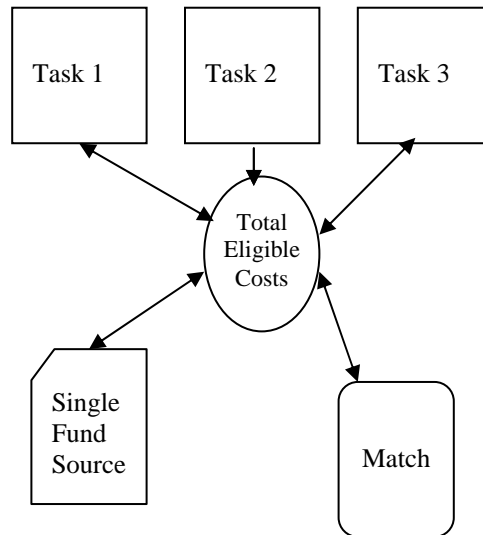 Task 1
Task 2
Task 3
Total
Eligible
Costs
Single
Fund
Source
Match